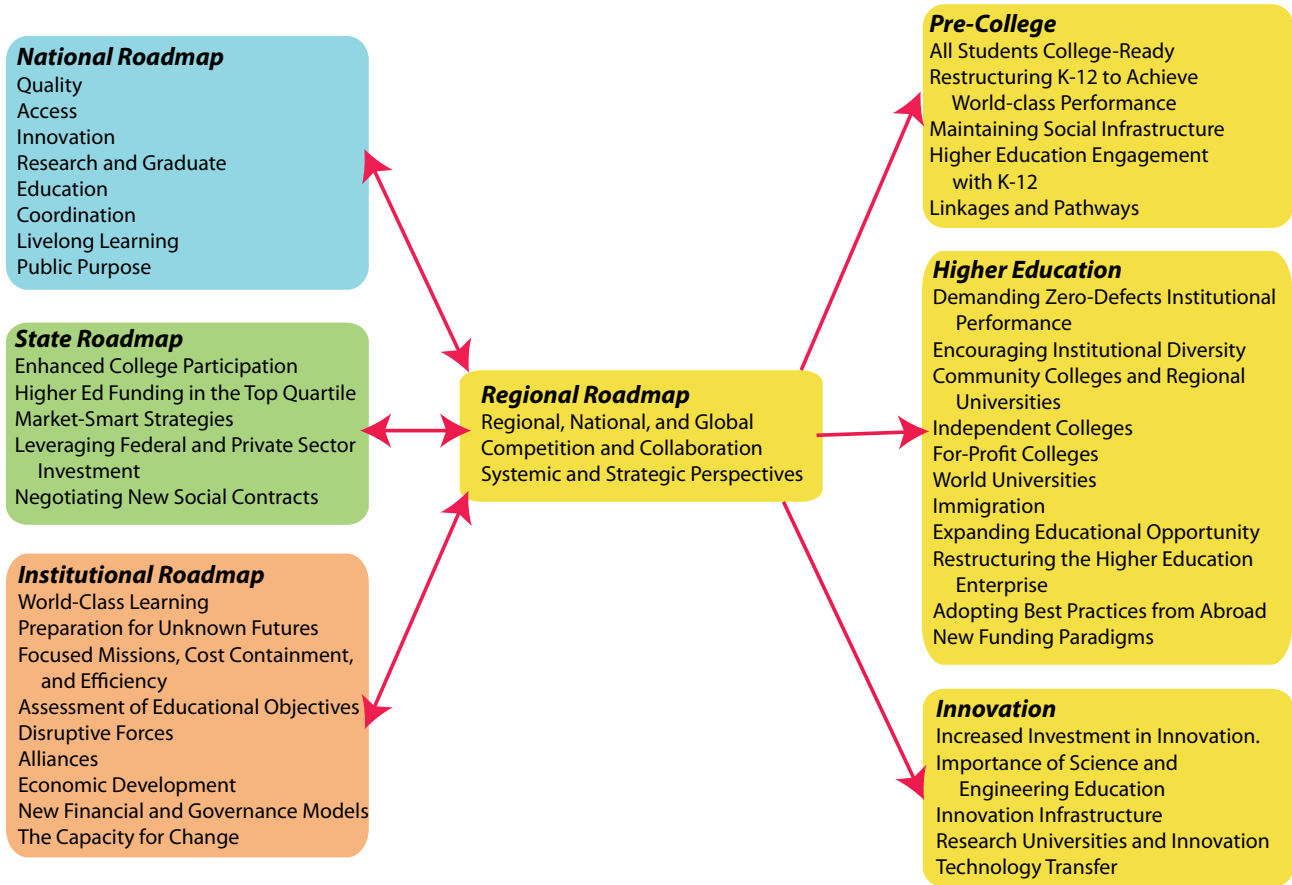 National Roadmap
Quality
Access
Innovation
Research and Graduate
Education
Coordination
Livelong Learning
Public Purpose
State Roadmap
Enhanced College Participation
Higher Ed Funding in the Top Quartile
Market-Smart Strategies
Leveraging Federal and Private Sector
Investment
Negotiating New Social Contracts
Institutional Roadmap
World-Class Learning
Preparation for Unknown Futures
Focused Missions, Cost Containment,
and Efficiency
Assessment of Educational Objectives
Disruptive Forces
Alliances
Economic Development
New Financial and Governance Models
The Capacity for Change
Regional Roadmap
Regional, National, and Global
Competition and Collaboration
Systemic and Strategic Perspectives
Pre-College
All Students College-Ready
Restructuring K-12 to Achieve
World-class Performance
Maintaining Social Infrastructure
Higher Education Engagement
with K-12
Linkages and Pathways
Higher Education
Demanding Zero-Defects Institutional
Performance
Encouraging Institutional Diversity
Community Colleges and Regional
Universities
Independent Colleges
For-Profit Colleges
World Universities
Immigration
Expanding Educational Opportunity
Restructuring the Higher Education
Enterprise
Adopting Best Practices from Abroad
New Funding Paradigms
Innovation
Increased Investment in Innovation.
Importance of Science and
Engineering Education
Innovation Infrastructure
Research Universities and Innovation
Technology Transfer